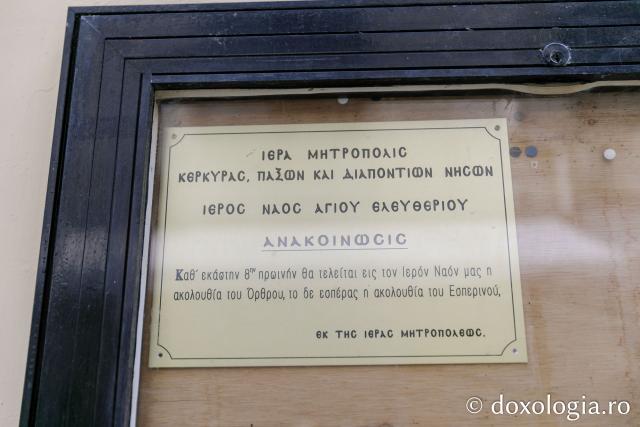 ΙΕΡΑ ΜΗΤΡΟΠΟΛΙΣ
ΚΕΡΚΥΡΑΣ, ΠΑΞΩΝ ΚΑΙ ΔΙΑΠΟΝΤΙΩΝ ΝΗΣΩΝ
ΙΕΡΟΣ ΝΑΟΣ ΑΓΙΟΥ ΕΛΕΥΘΕΡΙΟΥ
ΑΝΑΚΟΙΝΩΣΙΣ
Καθ' εκάστην 8ην πρωινήν θα τελείται εις τον Ιερόν Ναόν μας η
ακολουθία του Όρθρου, το δε εσπέρας η ακολουθία του Εσπερινού,
ΕΚ ΤΗΣ ΙΕΡΑΣ ΜΗΤΡΟΠΟΛΕΩΣ.
© doxologia.ro